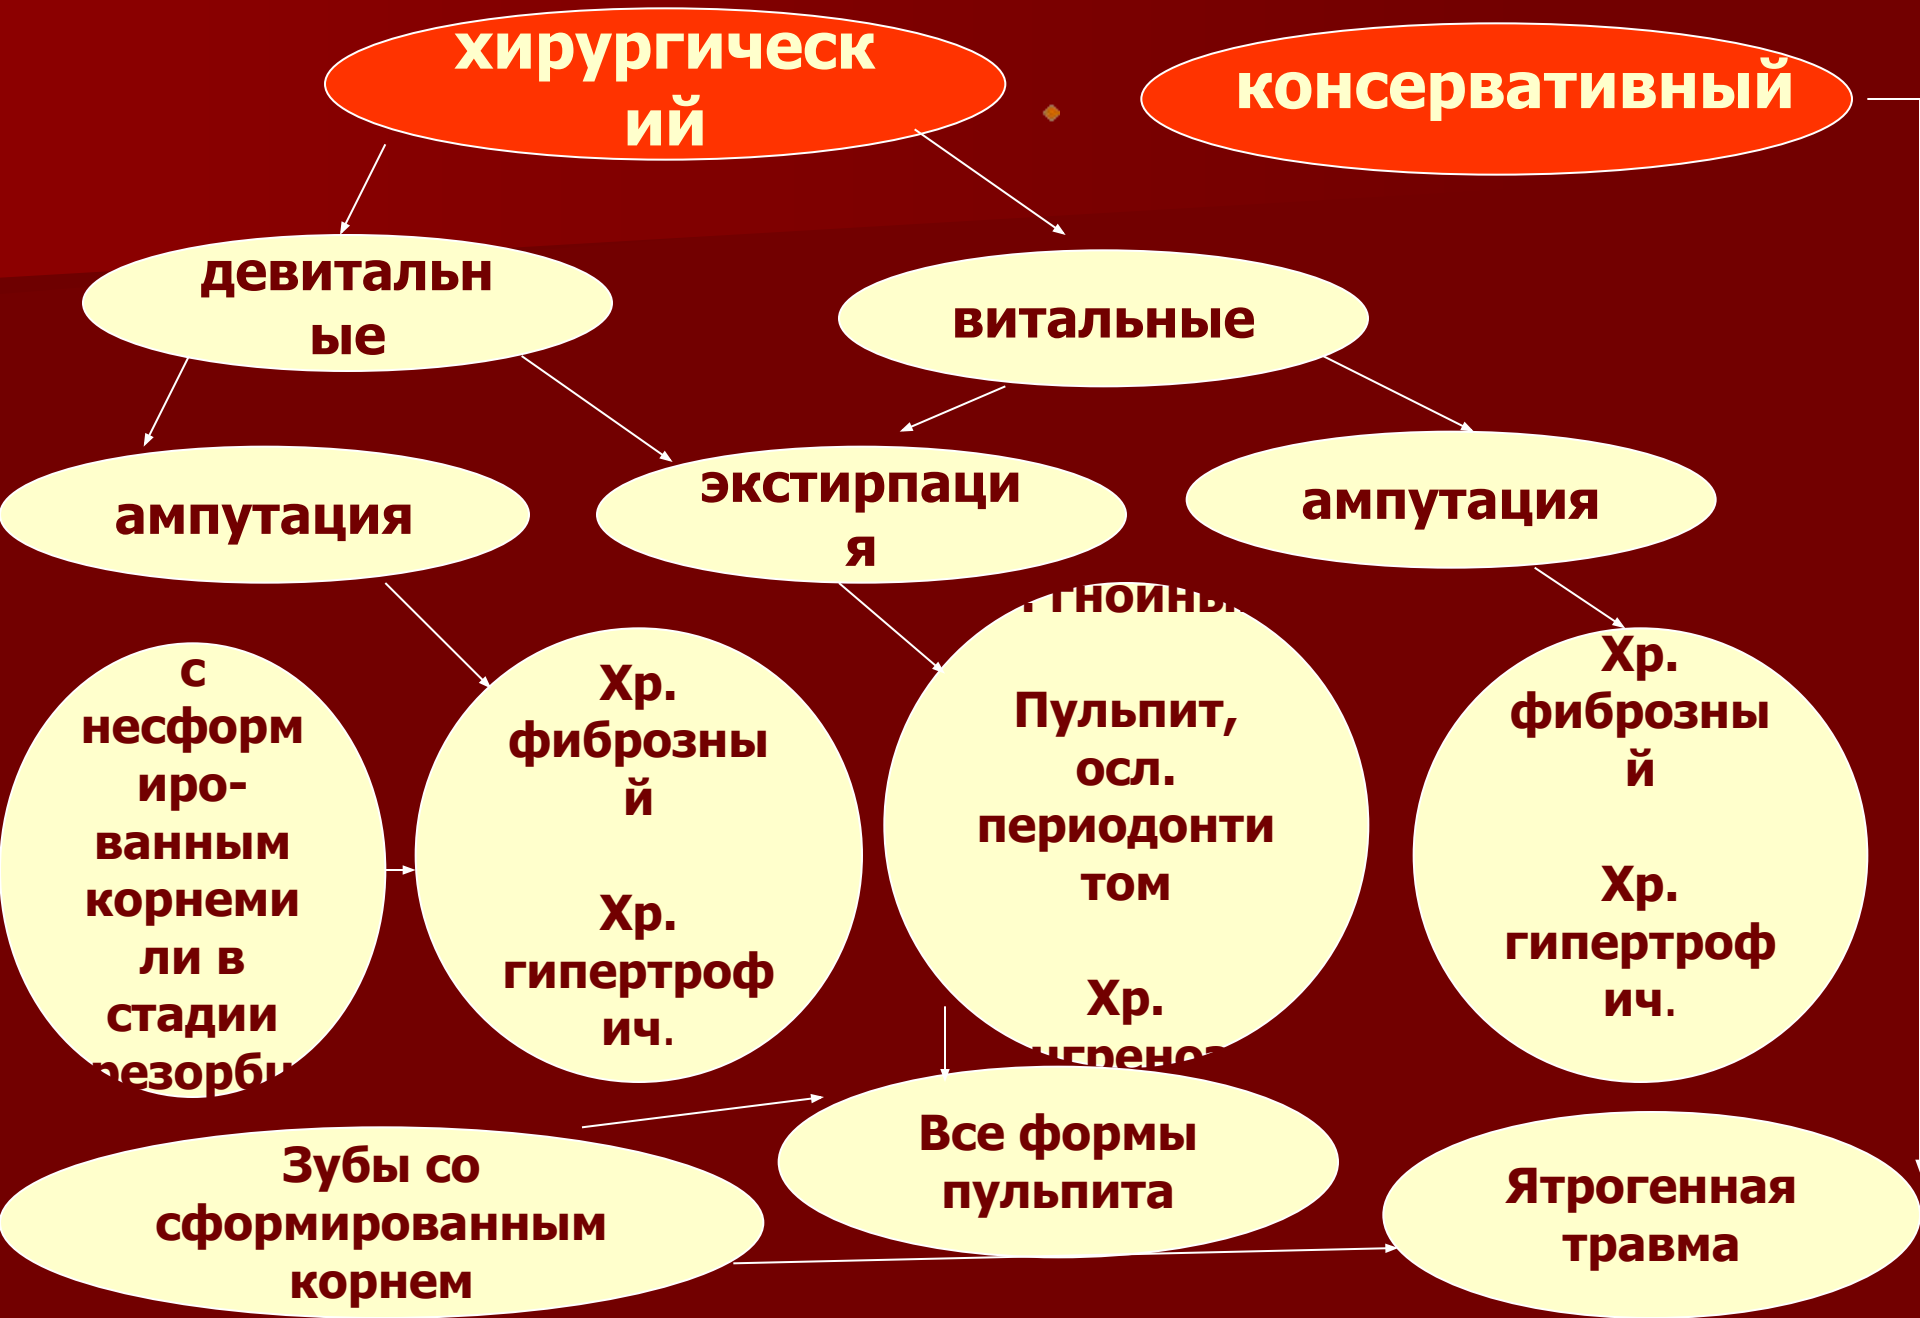 хирургическ
ий
консервативный
девитальн
ые
витальные
ампутация
экстирпаци
я
ампутация
с
несформ
иро-
ванным
корнеми
ли в
стадии
Хр.
фиброзны
й
Хр.
гипертроф
ич.
Пульпит,
осл.
периодонти
том
Хр.
Хр.
фиброзны
й
Хр.
гипертроф
ич.
Зубы со
сформированным
корнем
Все формы
пульпита
Ятрогенная
травма